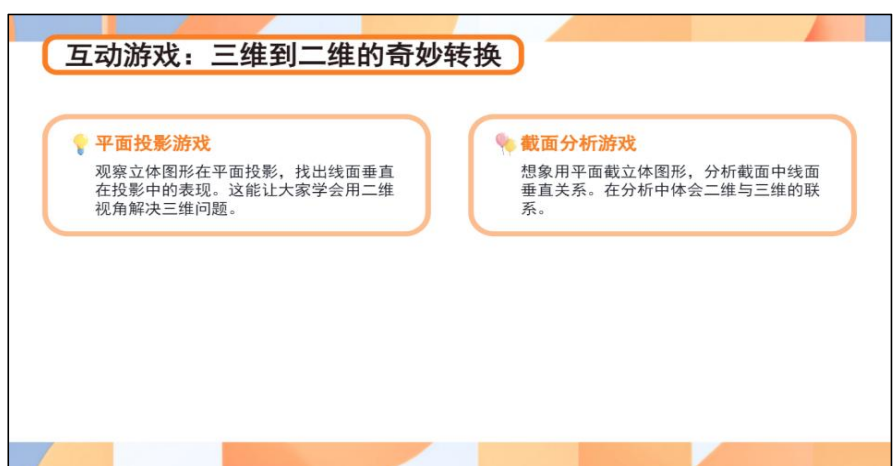 互动游戏：三维到二维的奇妙转换
平面投影游戏
观察立体图形在平面投影，找出线面垂直
在投影中的表现。这能让大家学会用二维
视角解决三维问题。
截面分析游戏
想象用平面截立体图形，分析截面中线面
垂直关系。在分析中体会二维与三维的联
系。